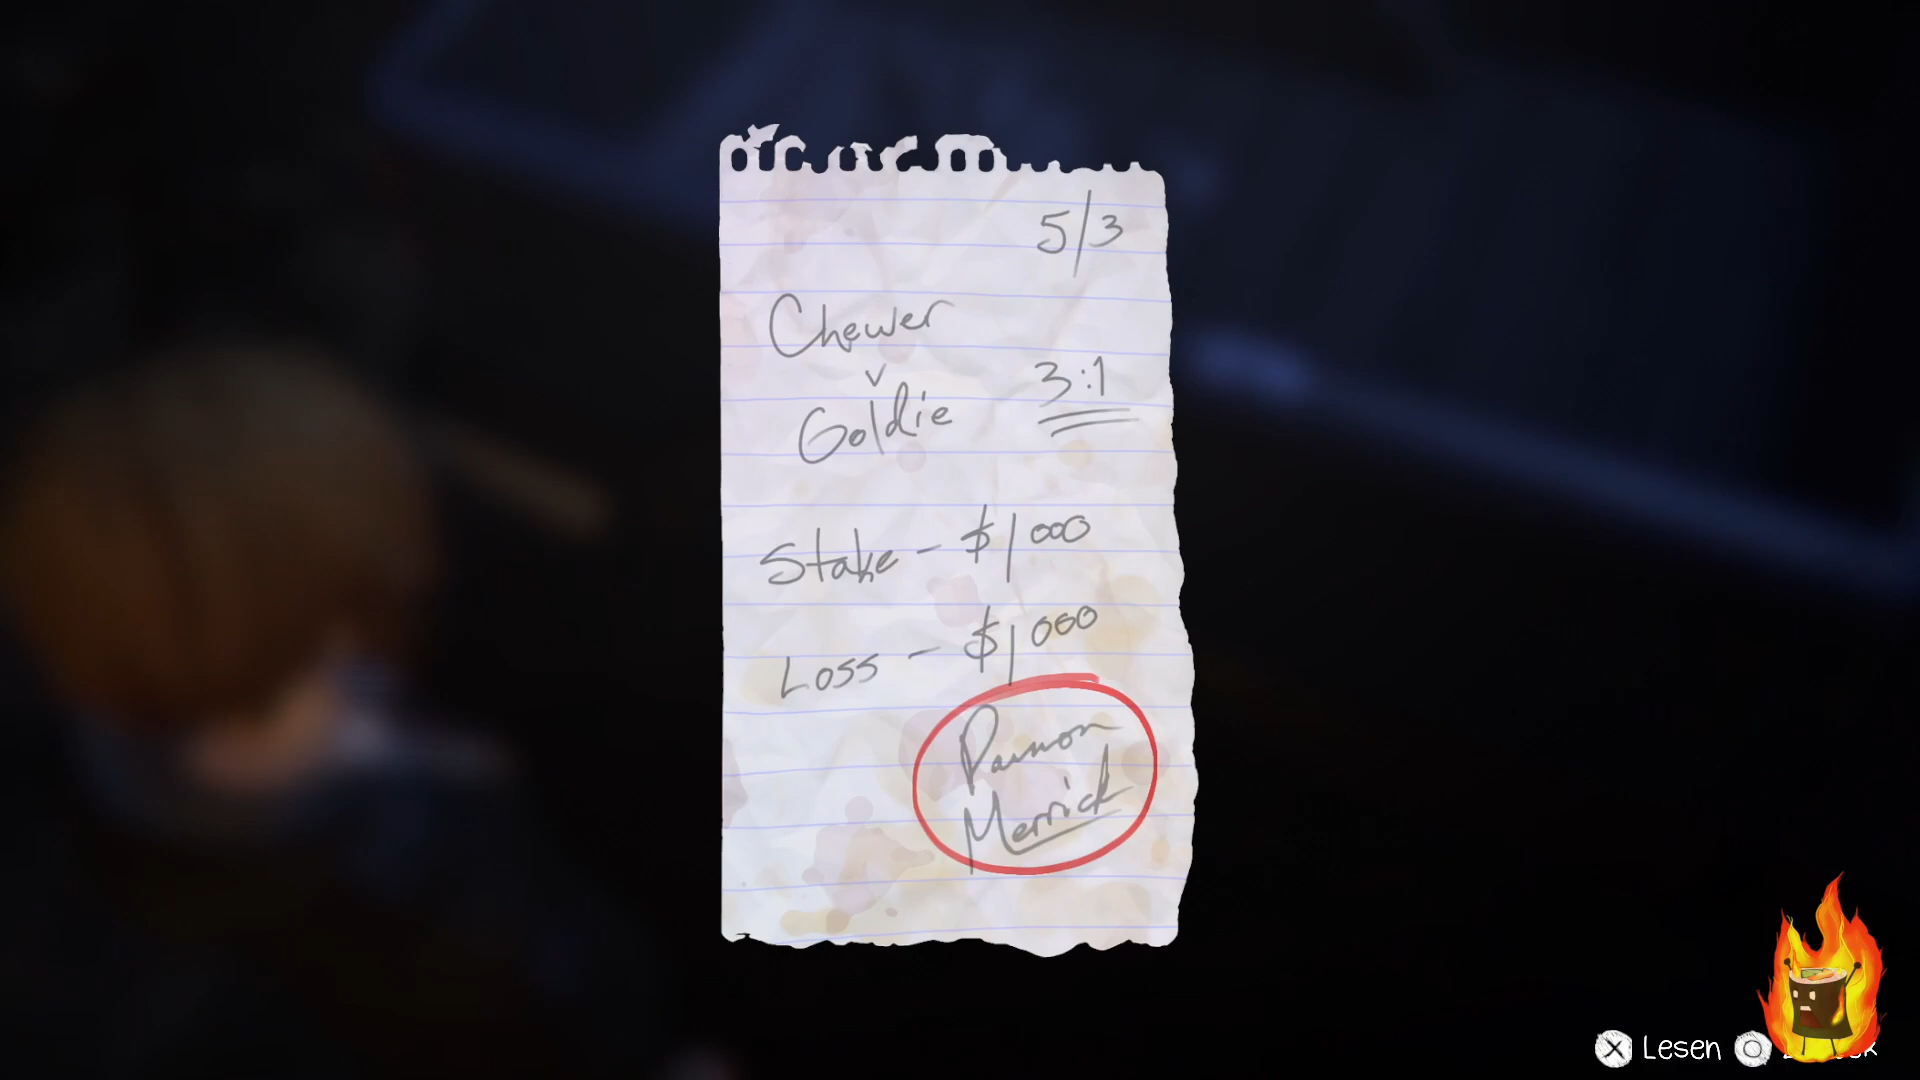 5/3
Chewer
v
Goldie 3:1
Stake - $1000
Loss - $1000
Damon
Merrick
Lesen